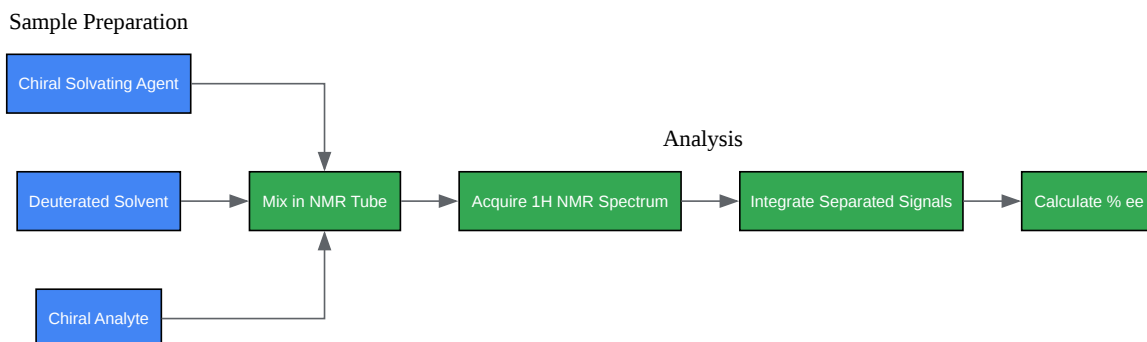 Sample Preparation
Chiral Solvating Agent
Analysis
Deuterated Solvent
Mix in NMR Tube
Acquire 1H NMR Spectrum
Integrate Separated Signals
Calculate % ee
Chiral Analyte